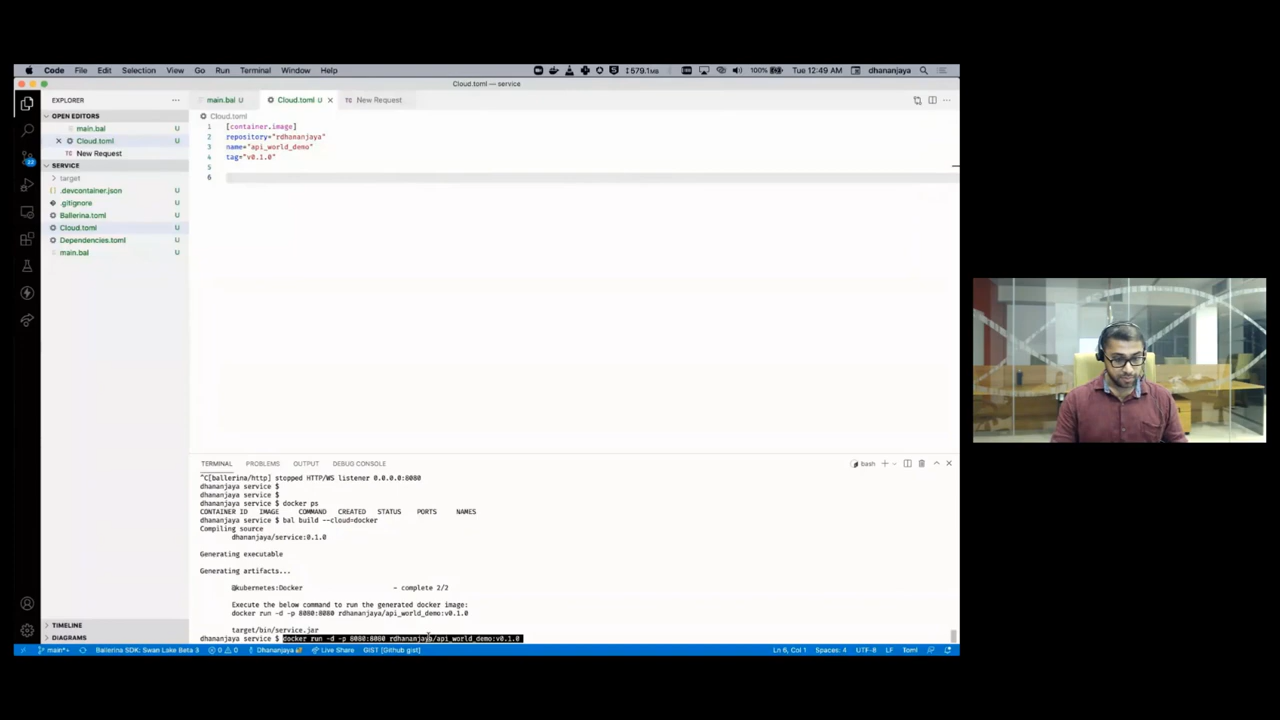 Code File Edit Selection View Go Run Terminal Window Help 579.1us 100% Tue 12:49 AM dhananjaya
Cloud.toml — service
EXPLORER
main.bal U Cloud.toml U New Request
OPEN EDITORS
main.bal U
Cloud.toml U
New Request
SERVICE
target
.devcontainer.json U
.gitignore U
Ballerina.toml U
Cloud.toml U
Dependencies.toml U
main.bal U
TIMELINE
DIAGRAMS
22
Cloud.toml
1 [container.image]
2 repository="rdhananjaya"
3 name="api_world_demo"
4 tag="v0.1.0"
5
6
TERMINAL PROBLEMS OUTPUT DEBUG CONSOLE bash
^C[ballerina/http] stopped HTTP/WS listener 0.0.0.0:8080
dhananjaya service $
dhananjaya service $
dhananjaya service $ docker ps
CONTAINER ID IMAGE COMMAND CREATED STATUS PORTS NAMES
dhananjaya service $ bal build --cloud=docker
Compiling source
dhananjaya/service:0.1.0
Generating executable
Generating artifacts...
@kubernetes:Docker - complete 2/2
Execute the below command to run the generated docker image:
docker run -d -p 8080:8080 rdhananjaya/api_world_demo:v0.1.0
target/bin/service.jar
dhananjaya service $ docker run -d -p 8080:8080 rdhananjaya/api_world_demo:v0.1.0
main*+ Ballerina SDK: Swan Lake Beta 3 0 0 Dhananjaya Live Share GIST [Github gist] Ln 6, Col 1 Spaces: 4 UTF-8 LF Toml